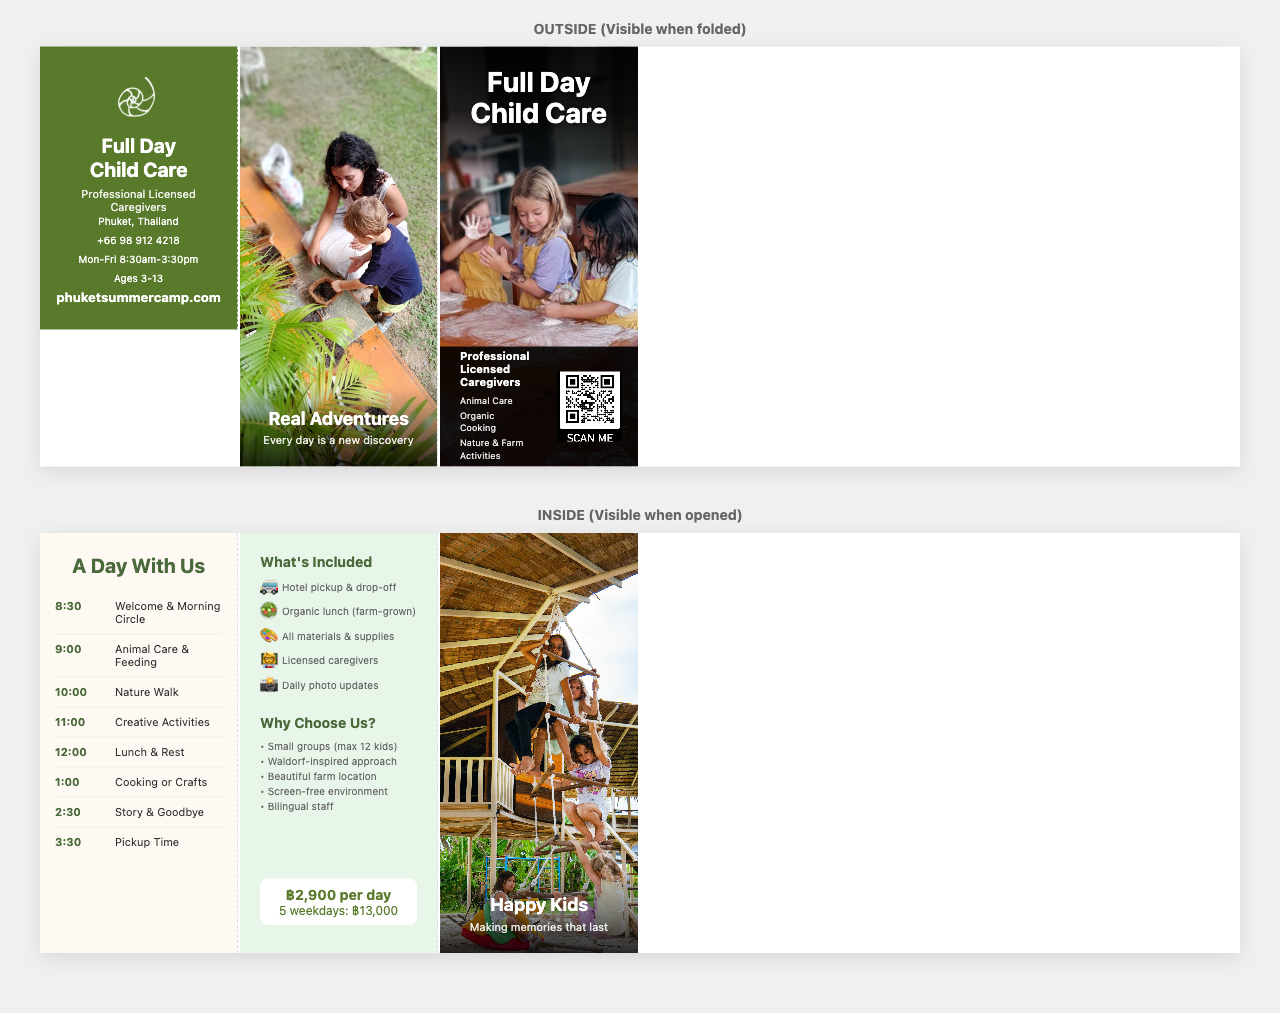 OUTSIDE (Visible when folded)
Full Day
Child Care
Professional Licensed
Caregivers
Phuket, Thailand
+66 98 912 4218
Mon-Fri 8:30am-3:30pm
Ages 3-13
phuketsummercamp.com
Real Adventures
Every day is a new discovery
Full Day
Child Care
Professional
Licensed
Caregivers
Animal Care
Organic
Cooking
Nature & Farm
Activities
SCAN ME
INSIDE (Visible when opened)
A Day With Us
8:30 Welcome & Morning
Circle
9:00 Animal Care &
Feeding
10:00 Nature Walk
11:00 Creative Activities
12:00 Lunch & Rest
1:00 Cooking or Crafts
2:30 Story & Goodbye
3:30 Pickup Time
What's Included
Hotel pickup & drop-off
Organic lunch (farm-grown)
All materials & supplies
Licensed caregivers
Daily photo updates
Why Choose Us?
• Small groups (max 12 kids)
• Waldorf-inspired approach
• Beautiful farm location
• Screen-free environment
• Bilingual staff
฿2,900 per day
5 weekdays: ฿13,000
Happy Kids
Making memories that last